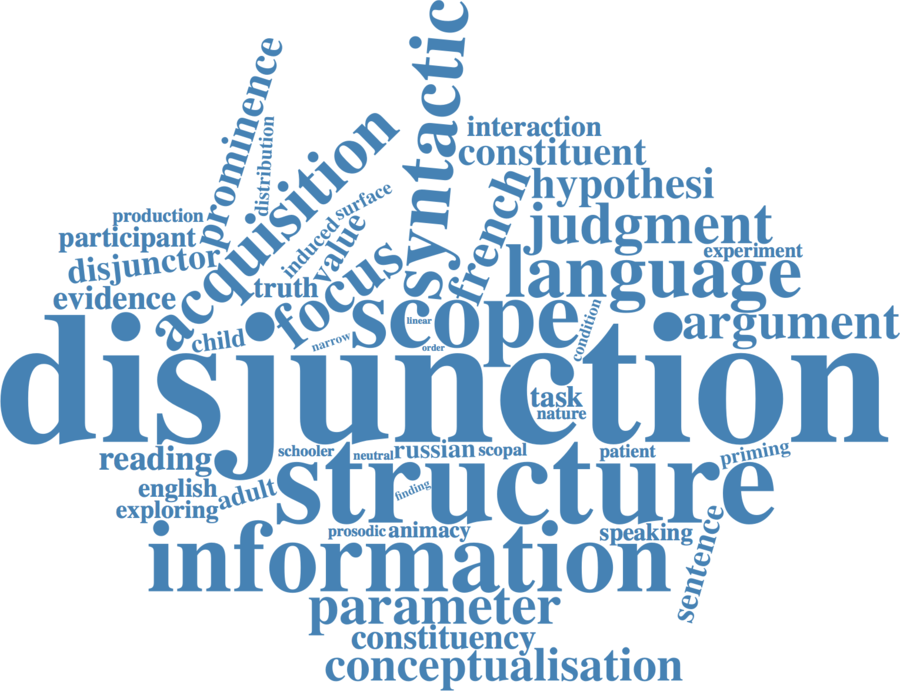 syntactic
prominence
distribution
acquisition
interaction
constituent
french
hypothesi
surface
induced
value
production
participant
judgment
disjunctor
focus
language
experiment
truth
evidence
scope
linear
condition
argument
child
narrow
order
disjunction
task
nature
reading
schooler
neutral
russian
scopal
patient
priming
structure
english
adult
finding
exploring
prosodic
animacy
speaking
sentence
information
parameter
constituency
conceptualisation